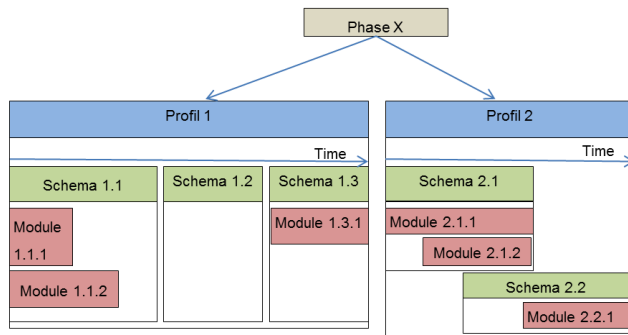 Phase X
Profil 1
Profil 2
Time
Time
Schema 1.1
Schema 1.2
Schema 1.3
Schema 2.1
Module
1.1.1
Module 1.3.1
Module 2.1.1
Module 2.1.2
Module 1.1.2
Schema 2.2
Module 2.2.1